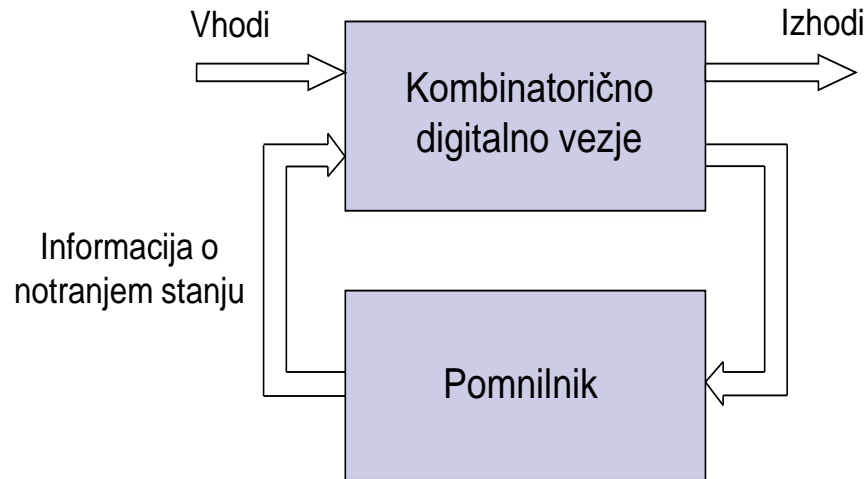 Vhodi
Izhodi
Kombinatorično
digitalno vezje
Informacija o
notranjem stanju
Pomnilnik